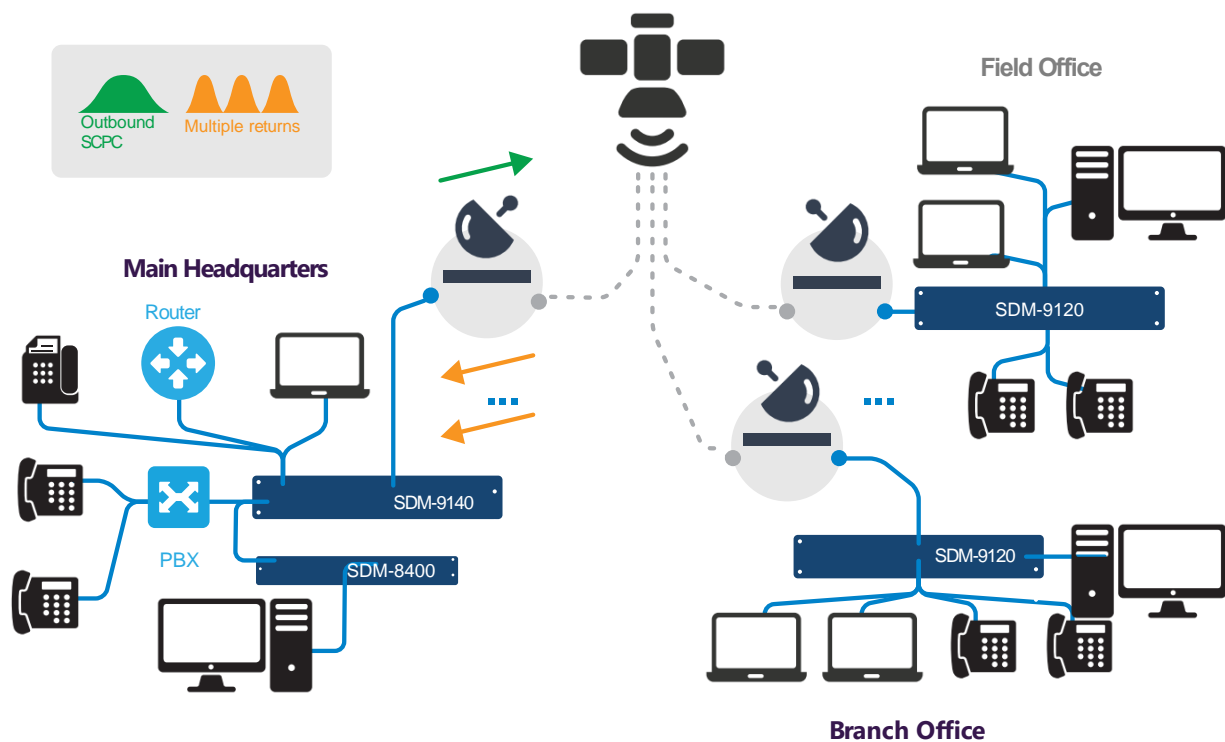 Field Office
Outbound
SCPC
Multiple returns
Main Headquarters
Router
SDM-9120
SDM-9140
PBX
SDM-8400
SDM-9120
Branch Office